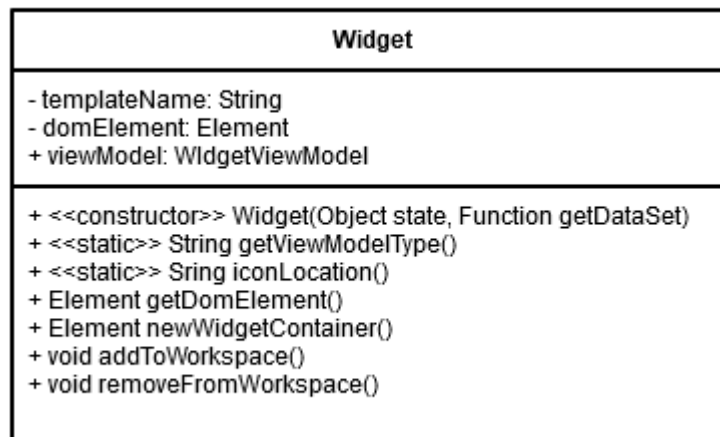 Widget
- templateName: String
- domElement: Element
+ viewModel: WIdgetViewModel
+ <<constructor>> Widget(Object state, Function getDataSet)
+ <<static>> String getViewModelType()
+ <<static>> Sring iconLocation()
+ Element getDomElement()
+ Element newWidgetContainer()
+ void addToWorkspace()
+ void removeFromWorkspace()